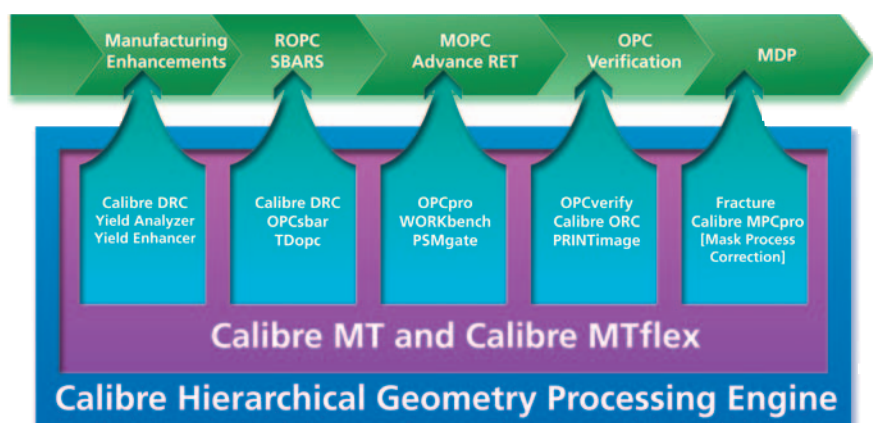 Manufacturing
Enhancements
ROPC
SBARS
MOPC
Advance RET
OPC
Verification
MDP
Calibre DRC
Yield Analyzer
Yield Enhancer
Calibre DRC
OPCsbar
TDopc
OPCpro
WORKbench
PSMgate
OPCverify
Calibre ORC
PRINTimage
Fracture
Calibre MPCpro
[Mask Process
Correction]
Calibre MT and Calibre MTflex
Calibre Hierarchical Geometry Processing Engine